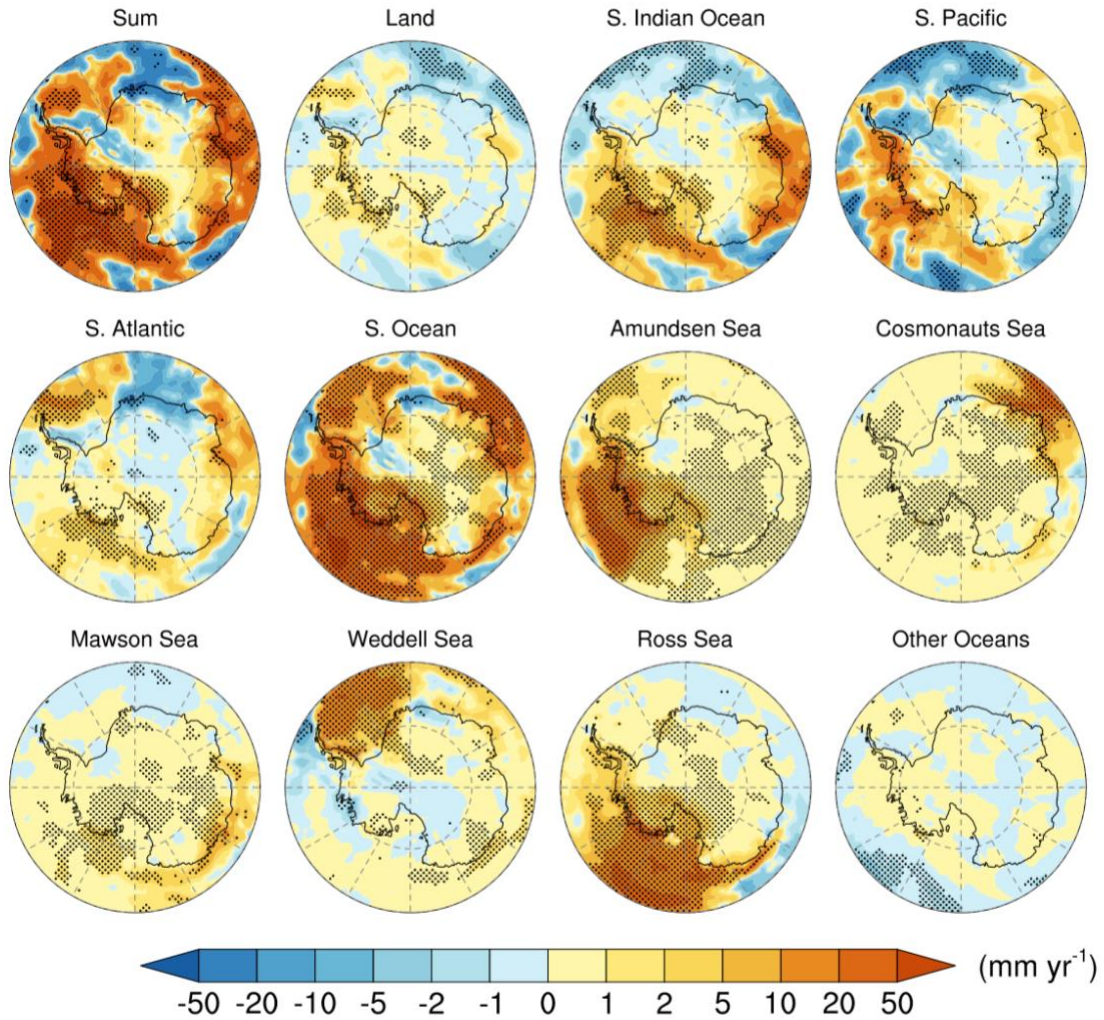 Sum Land S. Indian Ocean S. Pacific
S. Atlantic S. Ocean Amundsen Sea Cosmonauts Sea
Mawson Sea Weddell Sea Ross Sea Other Oceans
-50 -20 -10 -5 -2 -1 0 1 2 5 10 20 50 (mm yr⁻¹)